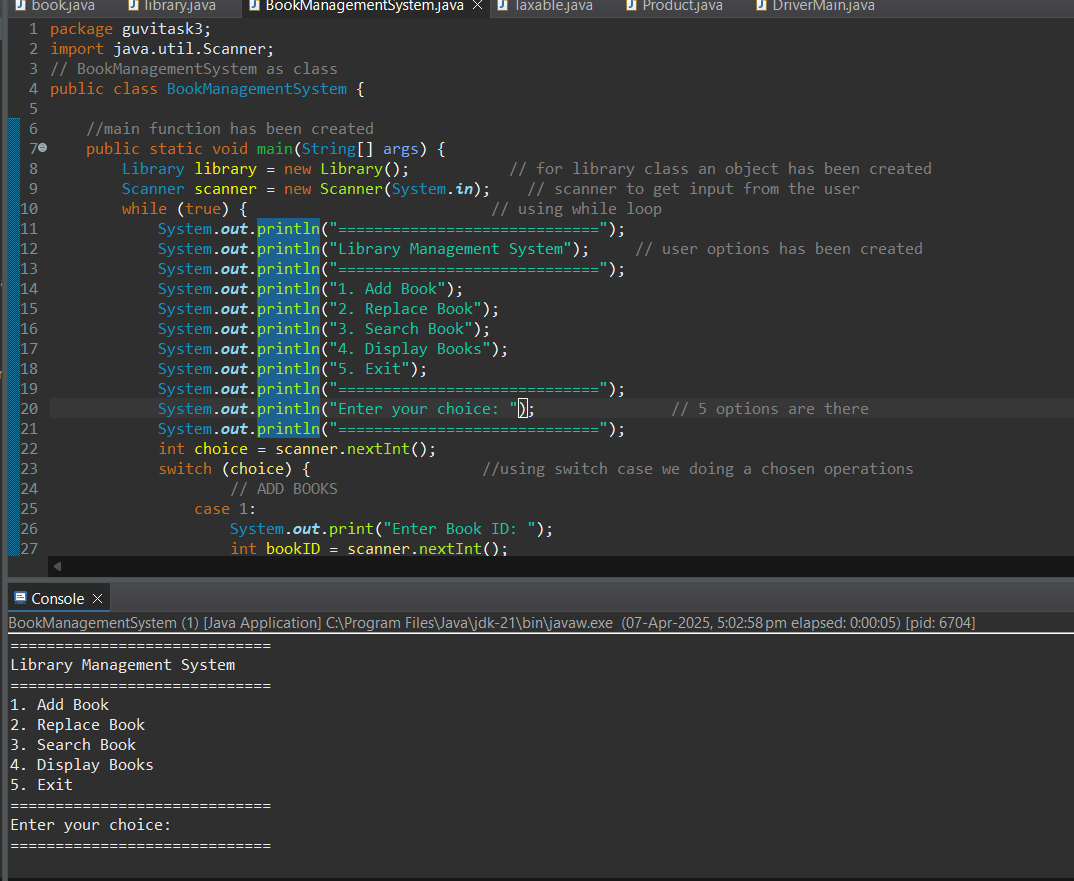 book.java library.java BookManagementSystem.java Taxable.java Product.java DriverMain.java
1 package guvitask3;
2 import java.util.Scanner;
3 // BookManagementSystem as class
4 public class BookManagementSystem {
5
6 //main function has been created
7 public static void main(String[] args) {
8 Library library = new Library(); // for library class an object has been created
9 Scanner scanner = new Scanner(System.in); // scanner to get input from the user
10 while (true) { // using while loop
11 System.out.println("=============================");
12 System.out.println("Library Management System"); // user options has been created
13 System.out.println("=============================");
14 System.out.println("1. Add Book");
15 System.out.println("2. Replace Book");
16 System.out.println("3. Search Book");
17 System.out.println("4. Display Books");
18 System.out.println("5. Exit");
19 System.out.println("=============================");
20 System.out.println("Enter your choice: "); // 5 options are there
21 System.out.println("=============================");
22 int choice = scanner.nextInt();
23 switch (choice) { //using switch case we doing a chosen operations
24 // ADD BOOKS
25 case 1:
26 System.out.print("Enter Book ID: ");
27 int bookID = scanner.nextInt();
Console
BookManagementSystem (1) [Java Application] C:\Program Files\Java\jdk-21\bin\javaw.exe (07-Apr-2025, 5:02:58 pm elapsed: 0:00:05) [pid: 6704]
=============================
Library Management System
=============================
1. Add Book
2. Replace Book
3. Search Book
4. Display Books
5. Exit
=============================
Enter your choice:
=============================